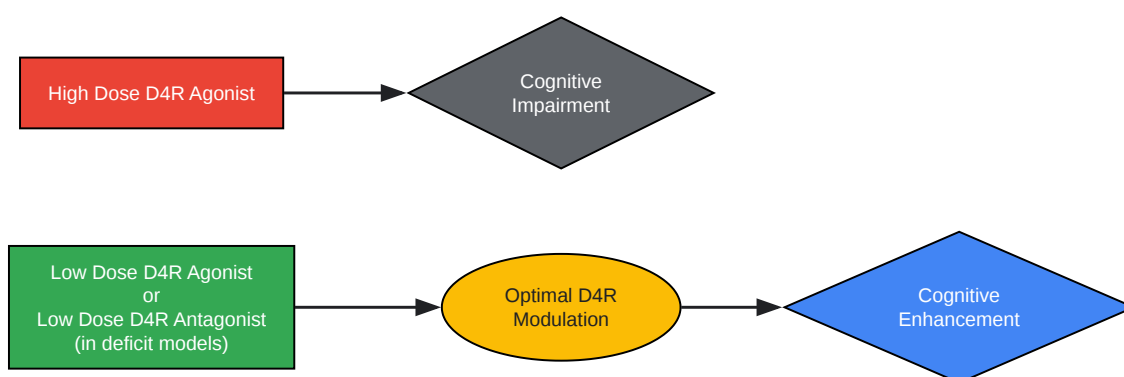 High Dose D4R Agonist
Cognitive
Impairment
Low Dose D4R Agonist
or
Low Dose D4R Antagonist
(in deficit models)
Optimal D4R
Modulation
Cognitive
Enhancement